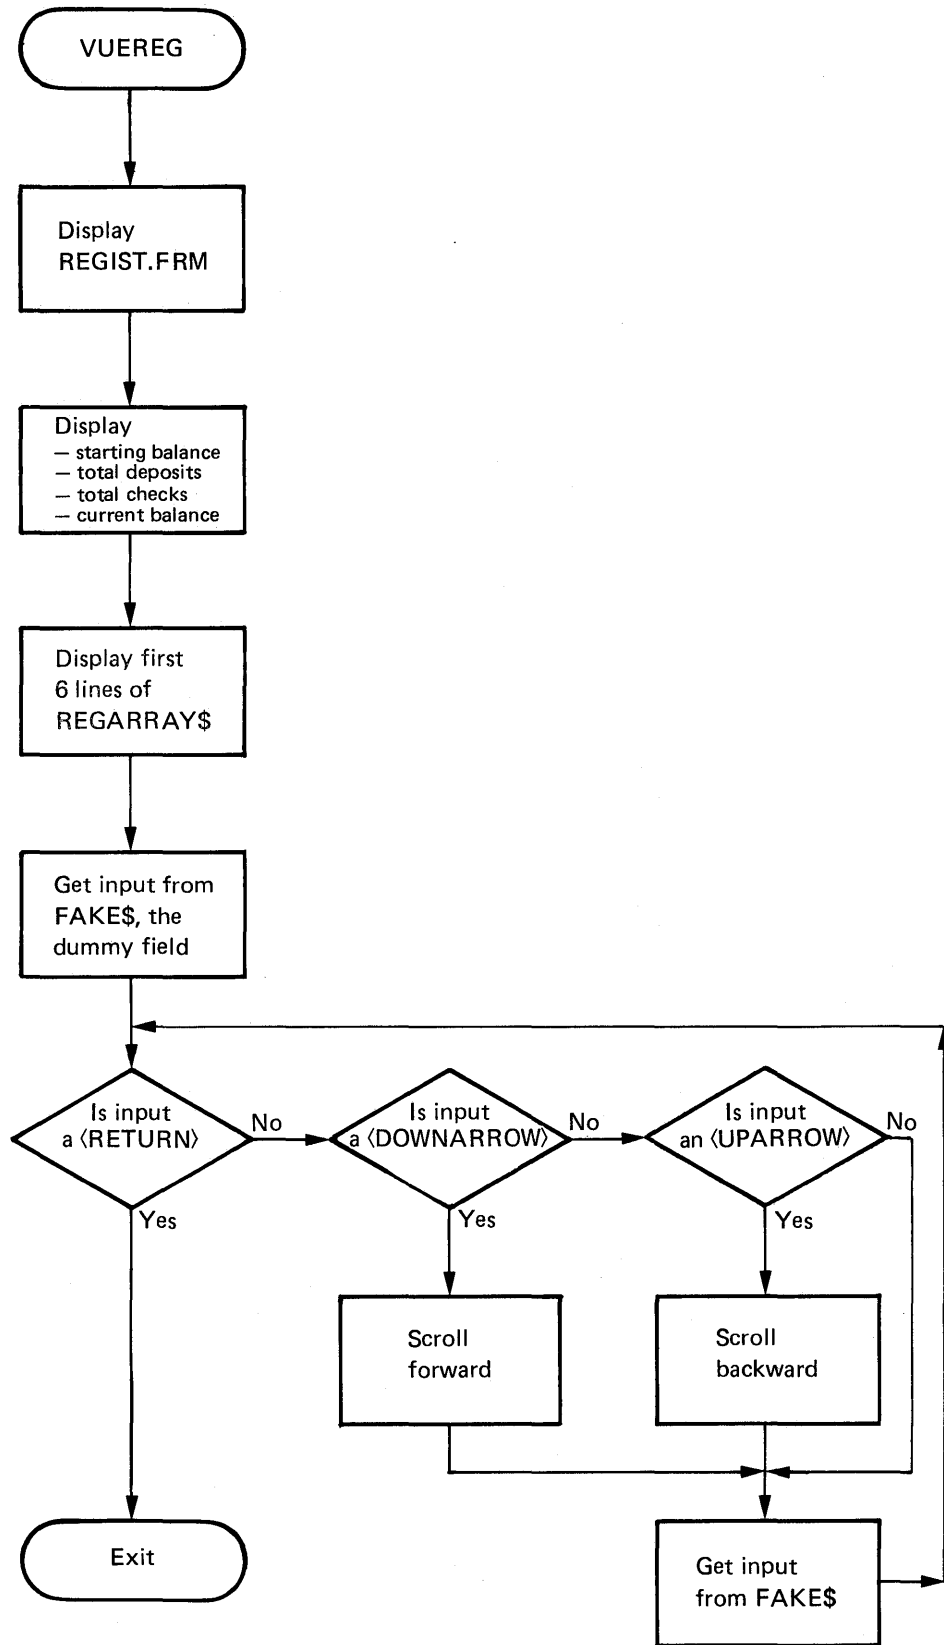 VUEREG
Display
REGIST.FRM
Display
— starting balance
— total deposits
— total checks
— current balance
Display first
6 lines of
REGARRAY$
Get input from
FAKE$, the
dummy field
Is input
a ⟨RETURN⟩
No
Is input
a ⟨DOWNARROW⟩
No
Is input
an ⟨UPARROW⟩
No
Yes
Yes
Yes
Scroll
forward
Scroll
backward
Exit
Get input
from FAKE$